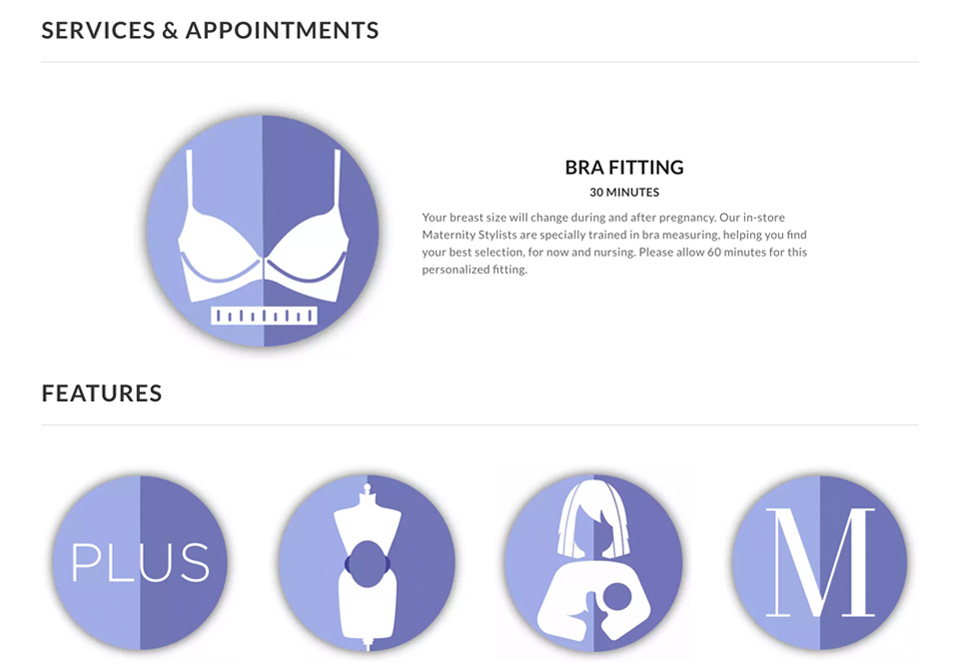 SERVICES & APPOINTMENTS
BRA FITTING
30 MINUTES
Your breast size will change during and after pregnancy. Our in-store
Maternity Stylists are specially trained in bra measuring, helping you find
your best selection, for now and nursing. Please allow 60 minutes for this
personalized fitting.
FEATURES
PLUS
M